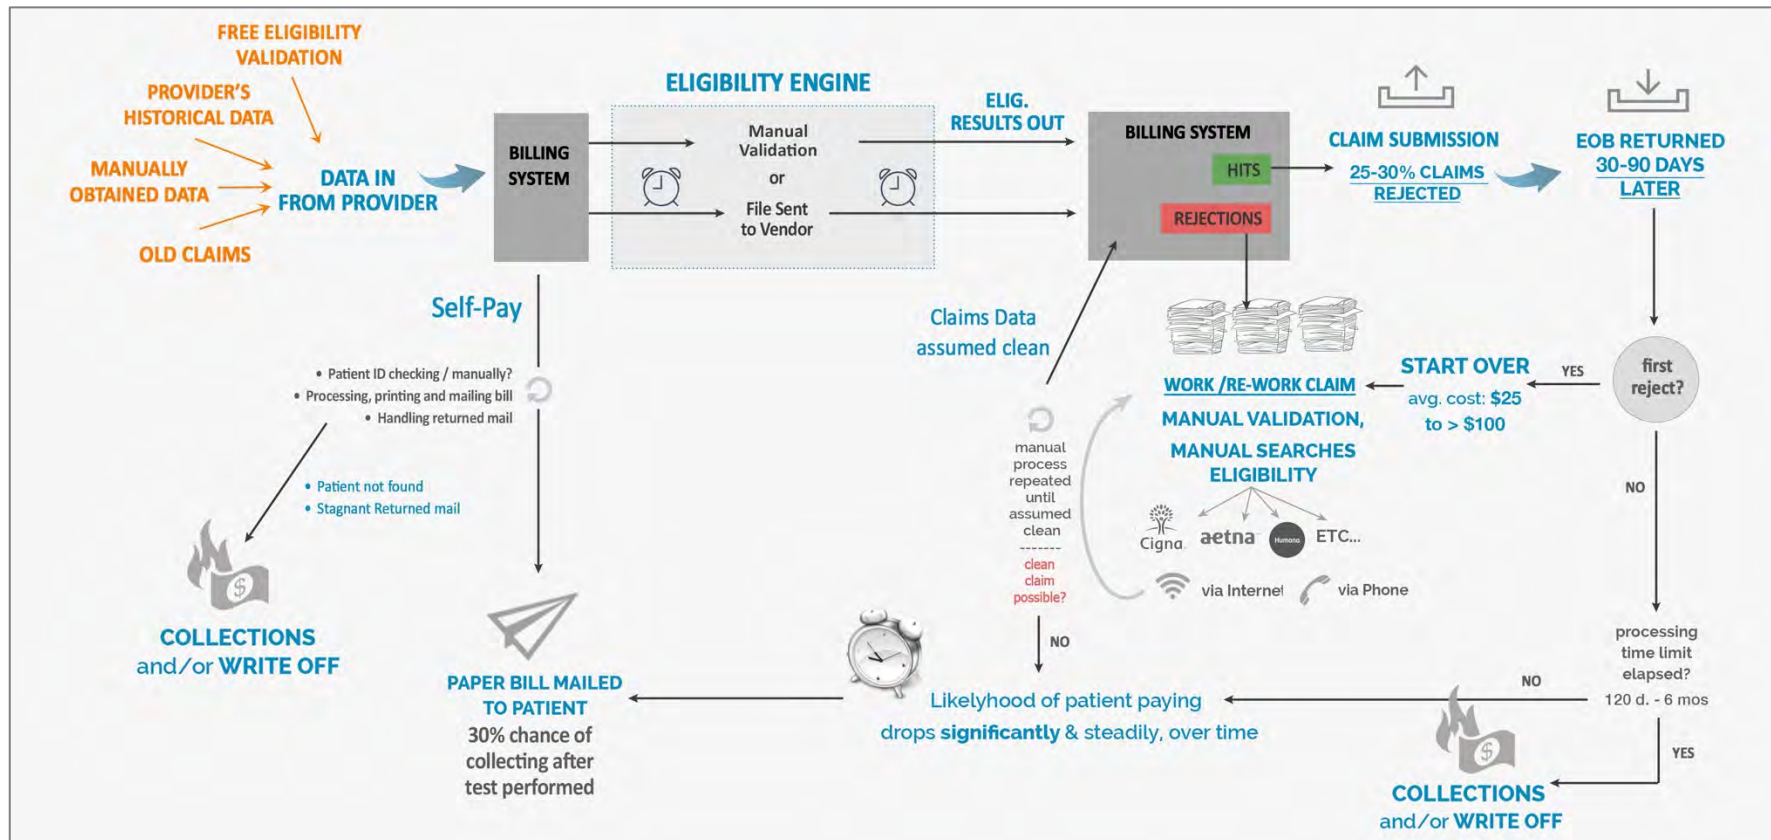 FREE ELIGIBILITY
VALIDATION
PROVIDER'S
HISTORICAL DATA
MANUALLY
OBTAINED DATA
OLD CLAIMS
DATA IN
FROM PROVIDER
BILLING
SYSTEM
ELIGIBILITY ENGINE
Manual
Validation
or
File Sent
to Vendor
ELIG.
RESULTS OUT
BILLING SYSTEM
HITS
REJECTIONS
CLAIM SUBMISSION
25-30% CLAIMS
REJECTED
EOB RETURNED
30-90 DAYS
LATER
Self-Pay
• Patient ID checking / manually?
• Processing, printing and mailing bill
• Handling returned mail
• Patient not found
• Stagnant Returned mail
$
COLLECTIONS
and/or WRITE OFF
PAPER BILL MAILED
TO PATIENT
30% chance of
collecting after
test performed
Claims Data
assumed clean
manual
process
repeated
until
assumed
clean
-------
clean
claim
possible?
NO
WORK /RE-WORK CLAIM
MANUAL VALIDATION,
MANUAL SEARCHES
ELIGIBILITY
Cigna
aetna
Humana
ETC...
via Internet
via Phone
START OVER
avg. cost: $25
to > $100
YES
first
reject?
NO
processing
time limit
elapsed?
120 d. - 6 mos
NO
YES
Likelyhood of patient paying
drops significantly & steadily, over time
$
COLLECTIONS
and/or WRITE OFF